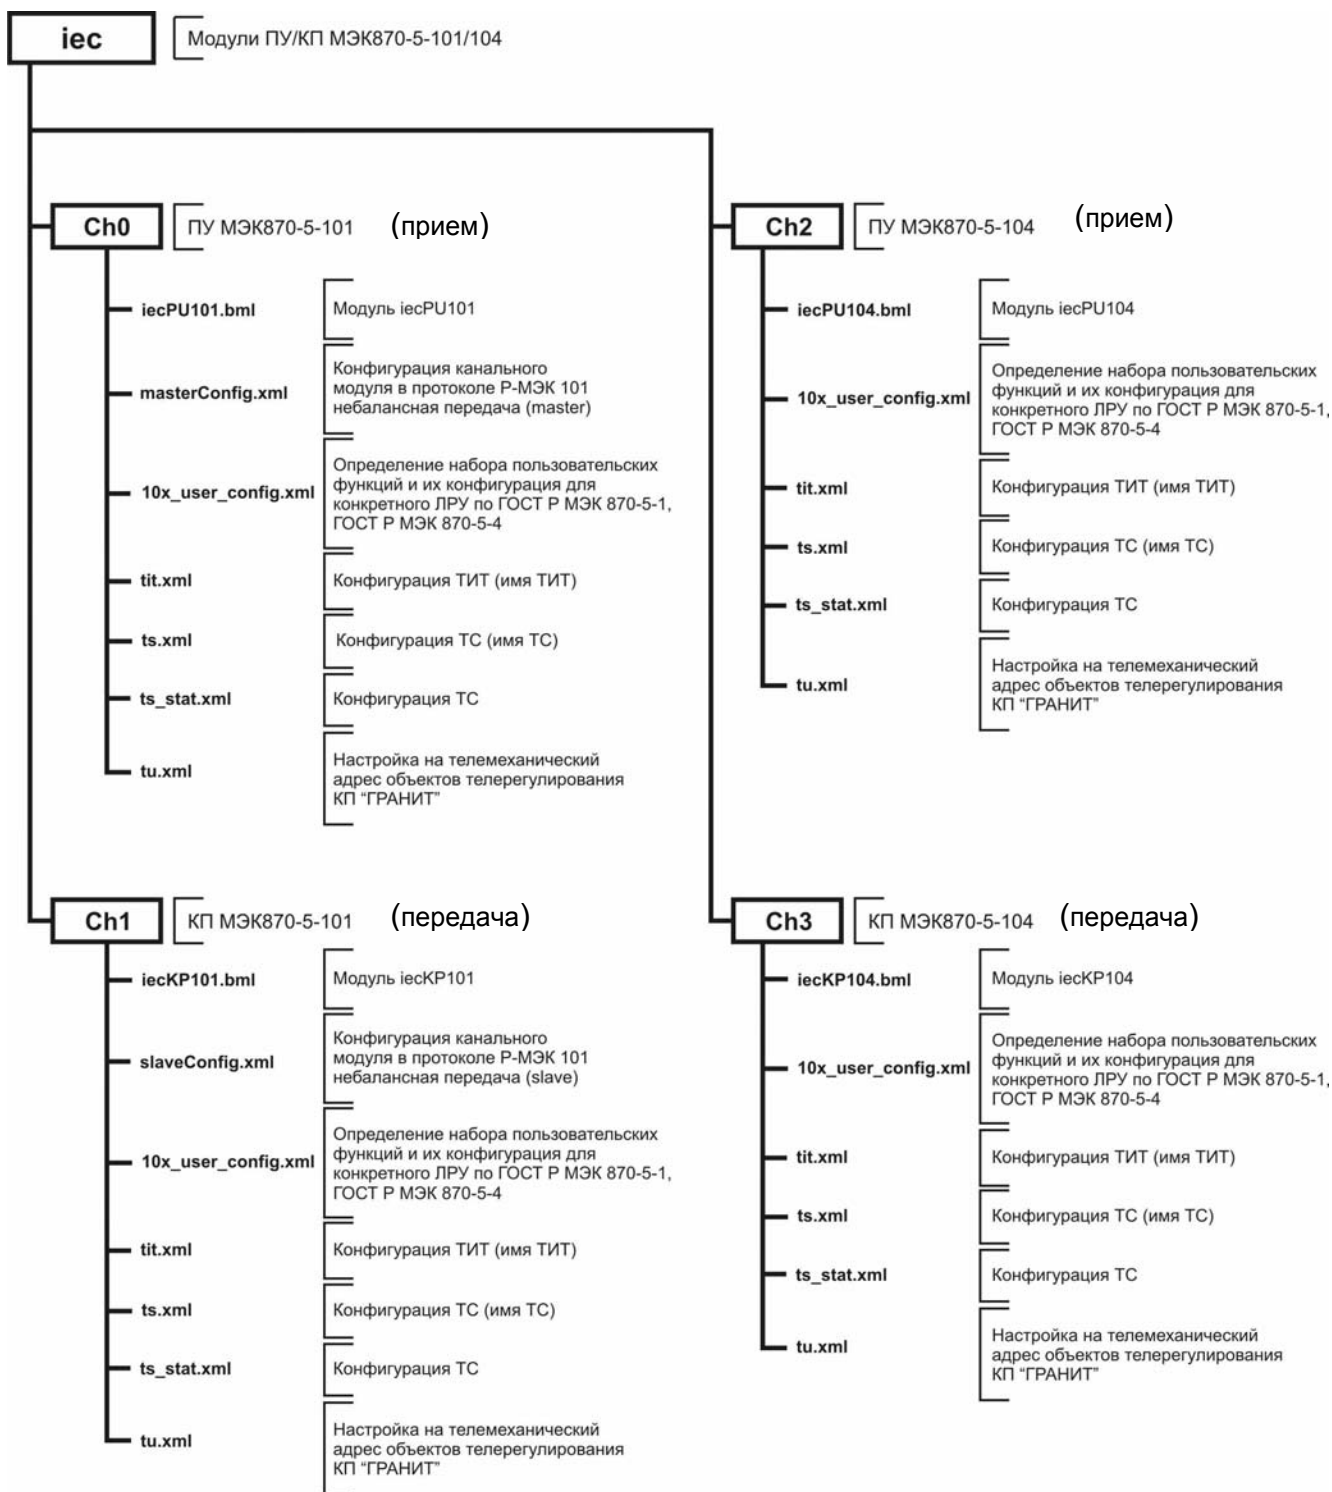 iec
Модули ПУ/КП МЭК870-5-101/104
Ch0
ПУ МЭК870-5-101 (прием)
iecPU101.bml
Модуль iecPU101
masterConfig.xml
Конфигурация канального
модуля в протоколе Р-МЭК 101
небалансная передача (master)
10x_user_config.xml
Определение набора пользовательских
функций и их конфигурация для
конкретного ЛРУ по ГОСТ Р МЭК 870-5-1,
ГОСТ Р МЭК 870-5-4
tit.xml
Конфигурация ТИТ (имя ТИТ)
ts.xml
Конфигурация ТС (имя ТС)
ts_stat.xml
Конфигурация ТС
tu.xml
Настройка на телемеханический
адрес объектов телерегулирования
КП “ГРАНИТ”
Ch2
ПУ МЭК870-5-104 (прием)
iecPU104.bml
Модуль iecPU104
10x_user_config.xml
Определение набора пользовательских
функций и их конфигурация для
конкретного ЛРУ по ГОСТ Р МЭК 870-5-1,
ГОСТ Р МЭК 870-5-4
tit.xml
Конфигурация ТИТ (имя ТИТ)
ts.xml
Конфигурация ТС (имя ТС)
ts_stat.xml
Конфигурация ТС
tu.xml
Настройка на телемеханический
адрес объектов телерегулирования
КП “ГРАНИТ”
Ch1
КП МЭК870-5-101 (передача)
iecKP101.bml
Модуль iecKP101
slaveConfig.xml
Конфигурация канального
модуля в протоколе Р-МЭК 101
небалансная передача (slave)
10x_user_config.xml
Определение набора пользовательских
функций и их конфигурация для
конкретного ЛРУ по ГОСТ Р МЭК 870-5-1,
ГОСТ Р МЭК 870-5-4
tit.xml
Конфигурация ТИТ (имя ТИТ)
ts.xml
Конфигурация ТС (имя ТС)
ts_stat.xml
Конфигурация ТС
tu.xml
Настройка на телемеханический
адрес объектов телерегулирования
КП “ГРАНИТ”
Ch3
КП МЭК870-5-104 (передача)
iecKP104.bml
Модуль iecKP104
10x_user_config.xml
Определение набора пользовательских
функций и их конфигурация для
конкретного ЛРУ по ГОСТ Р МЭК 870-5-1,
ГОСТ Р МЭК 870-5-4
tit.xml
Конфигурация ТИТ (имя ТИТ)
ts.xml
Конфигурация ТС (имя ТС)
ts_stat.xml
Конфигурация ТС
tu.xml
Настройка на телемеханический
адрес объектов телерегулирования
КП “ГРАНИТ”